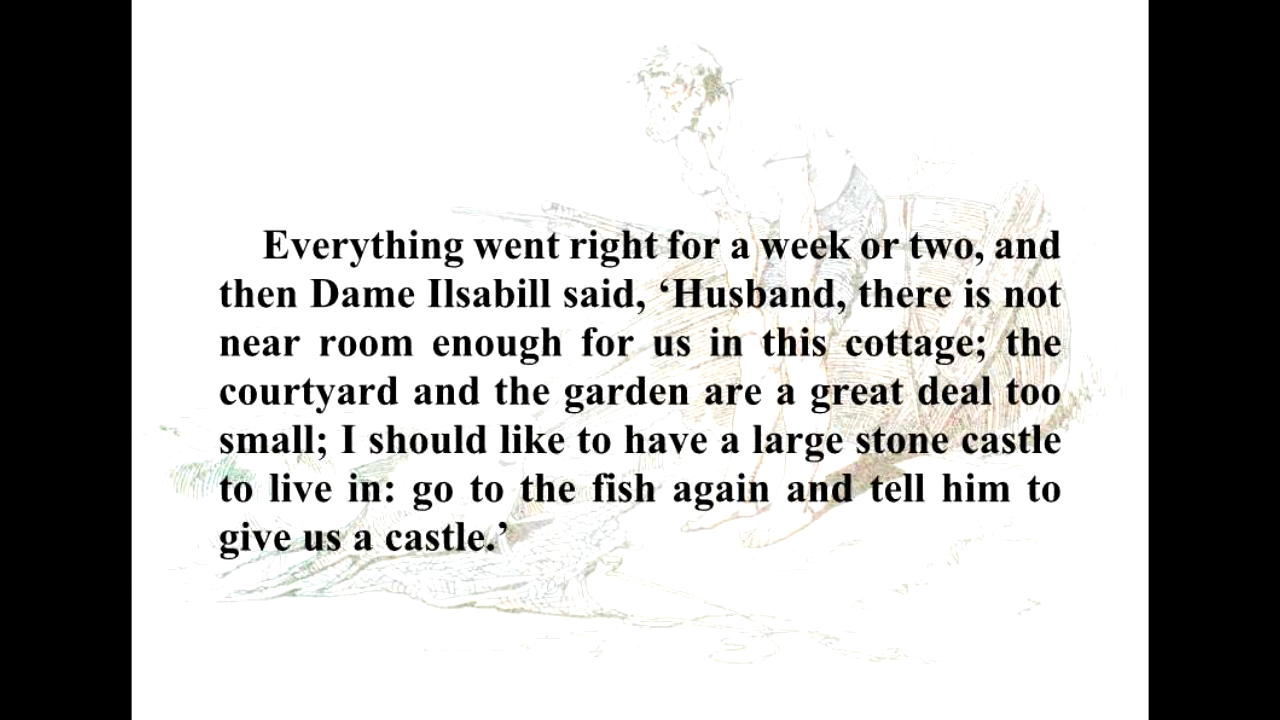 Everything went right for a week or two, and
then Dame Ilsabill said, ‘Husband, there is not
near room enough for us in this cottage; the
courtyard and the garden are a great deal too
small; I should like to have a large stone castle
to live in: go to the fish again and tell him to
give us a castle.’